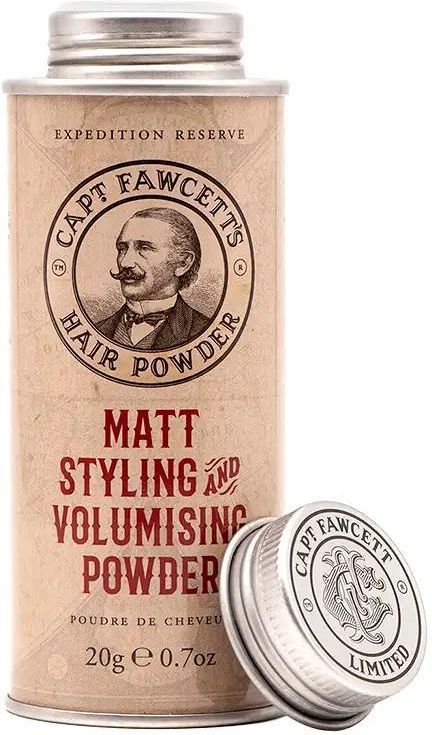 EXPEDITION RESERVE
CAPT. FAWCETT'S
TM
R
HAIR POWDER
MATT
STYLING AND
VOLUMISING
POWDER
POUDRE DE CHEVEU
20g ℮ 0.7oz
CAPT. FAWCETT
LIMITED